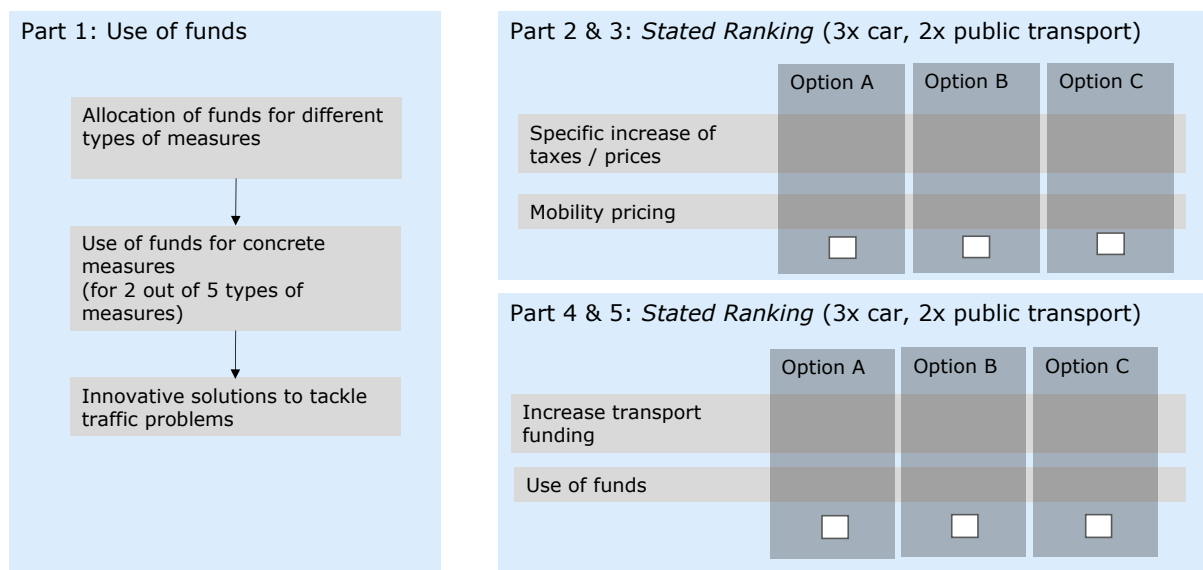 Part 1: Use of funds
Allocation of funds for different
types of measures
Use of funds for concrete
measures
(for 2 out of 5 types of
measures)
Innovative solutions to tackle
traffic problems
Part 2 & 3: Stated Ranking (3x car, 2x public transport)
Option A Option B Option C
Specific increase of
taxes / prices
Mobility pricing
Part 4 & 5: Stated Ranking (3x car, 2x public transport)
Option A Option B Option C
Increase transport
funding
Use of funds